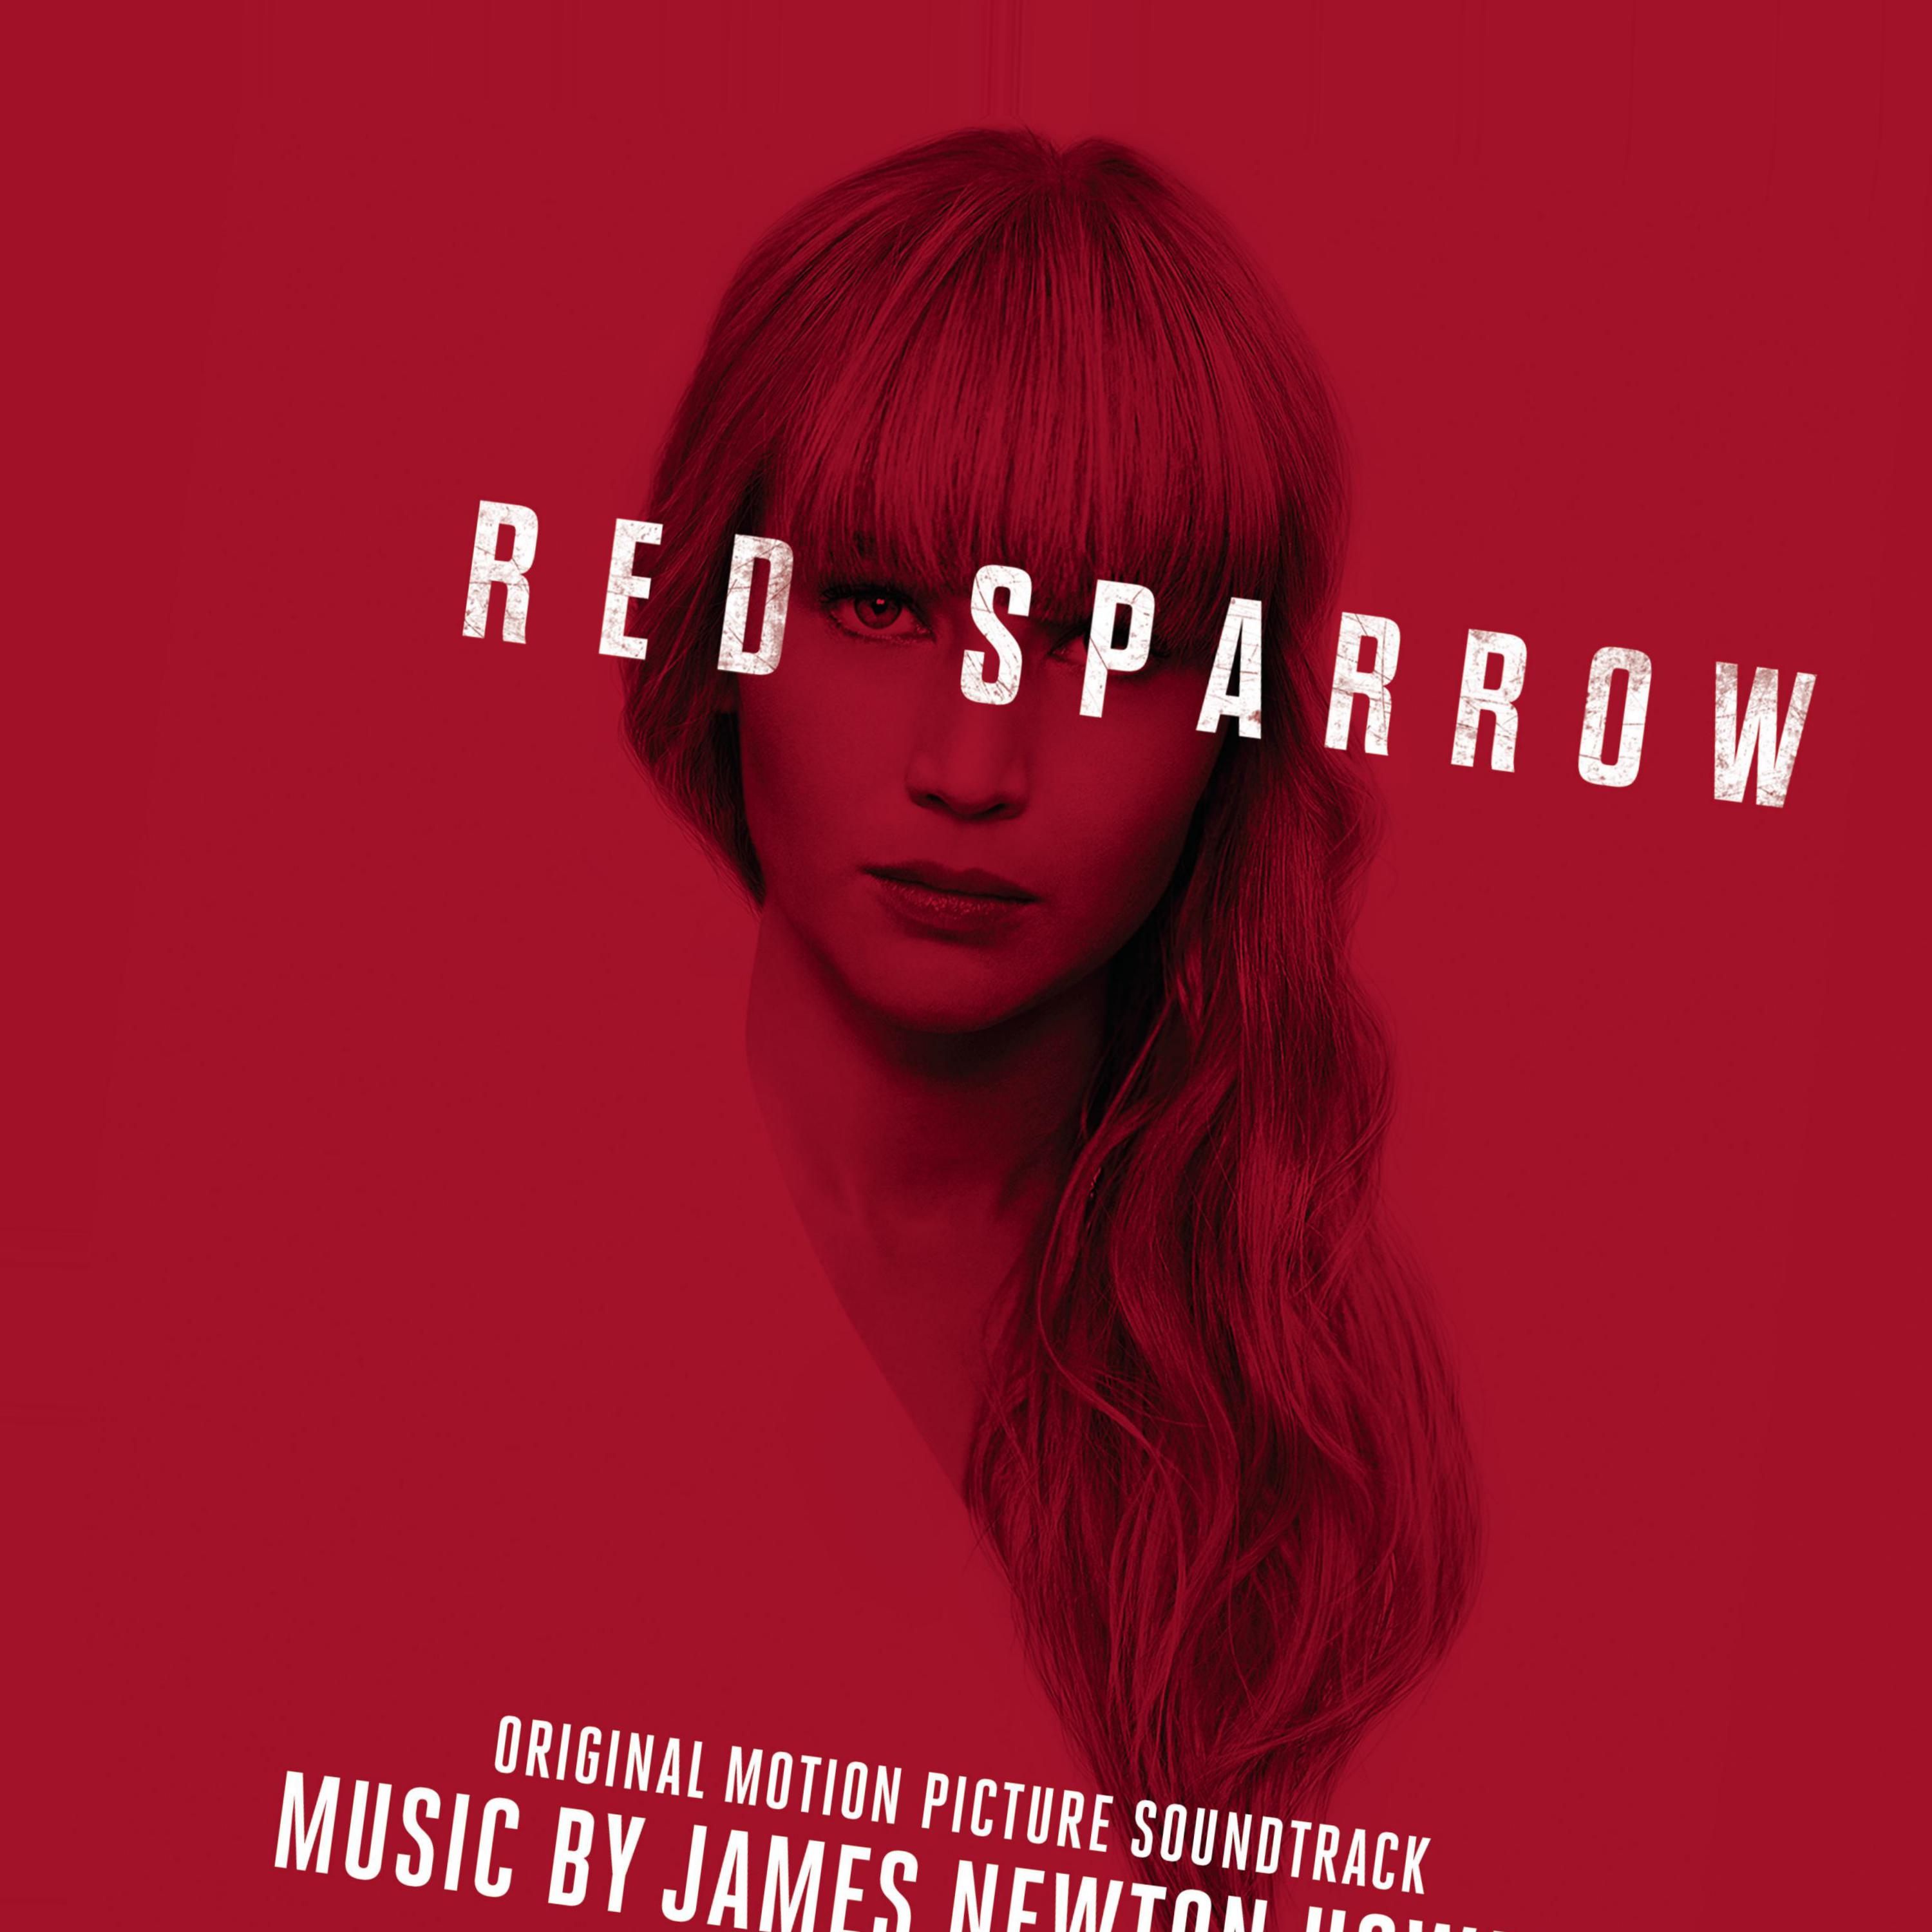 RED SPARROW
ORIGINAL MOTION PICTURE SOUNDTRACK
MUSIC BY JAMES NEWTON